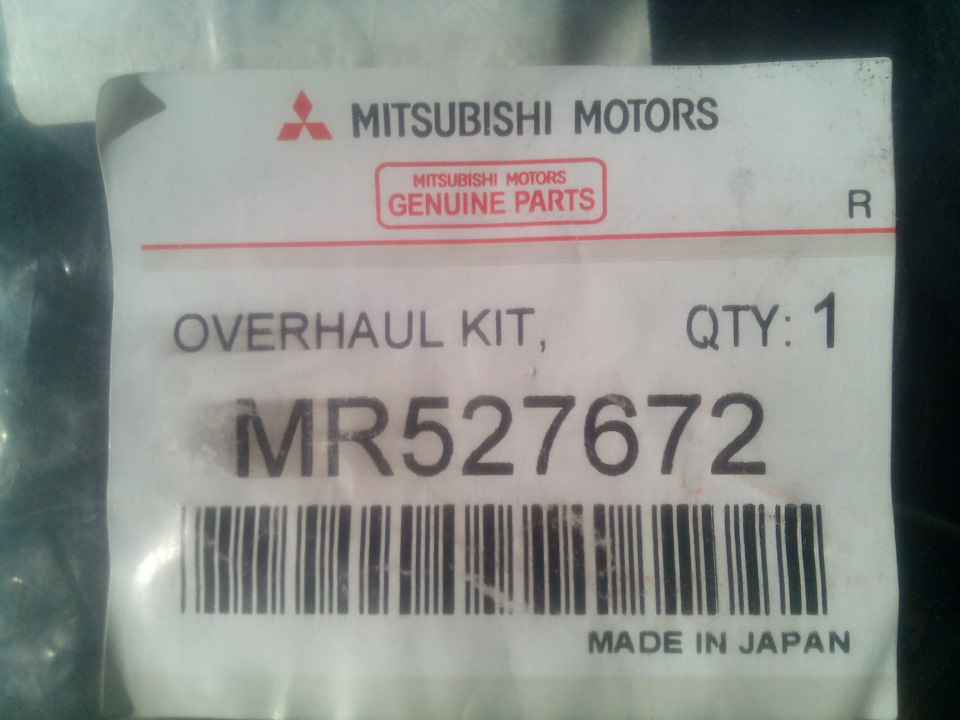 MITSUBISHI MOTORS
MITSUBISHI MOTORS
GENUINE PARTS
R
OVERHAUL KIT, QTY: 1
MR527672
MADE IN JAPAN